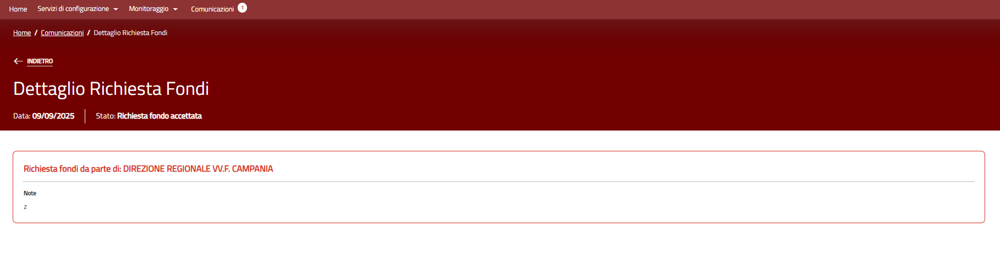 Home Servizi di configurazione Monitoraggio Comunicazioni 1
Home / Comunicazioni / Dettaglio Richiesta Fondi
INDIETRO
Dettaglio Richiesta Fondi
Data: 09/09/2025 Stato: Richiesta fondo accettata
Richiesta fondi da parte di: DIREZIONE REGIONALE VV.F. CAMPANIA
Note
z